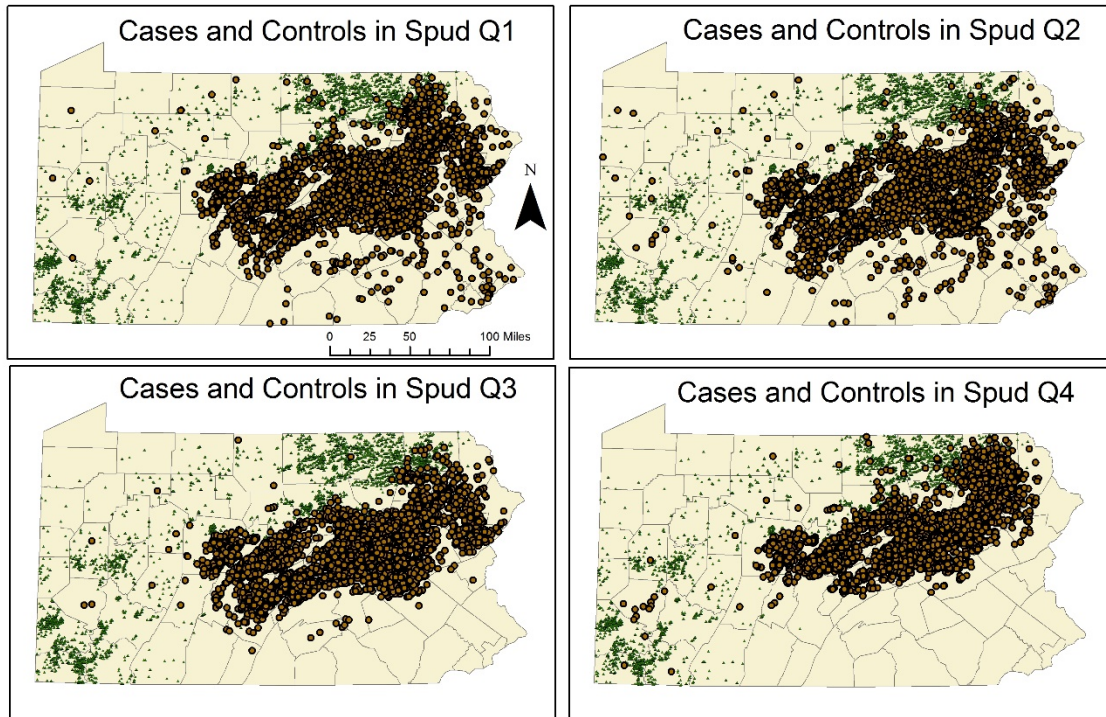 Cases and Controls in Spud Q1
N
0 25 50 100 Miles
Cases and Controls in Spud Q2
Cases and Controls in Spud Q3
Cases and Controls in Spud Q4